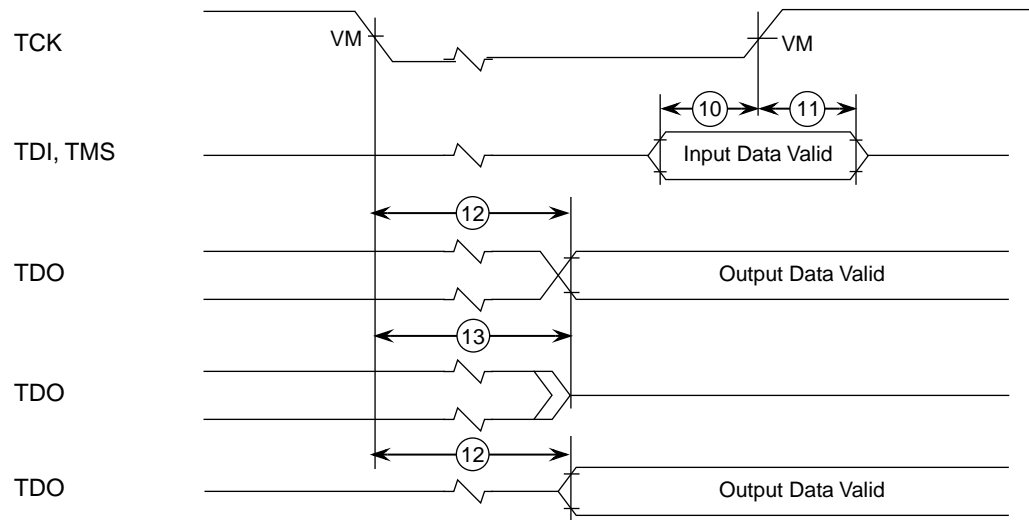 TCK
VM
VM
10
11
TDI, TMS
Input Data Valid
12
TDO
Output Data Valid
13
TDO
12
TDO
Output Data Valid